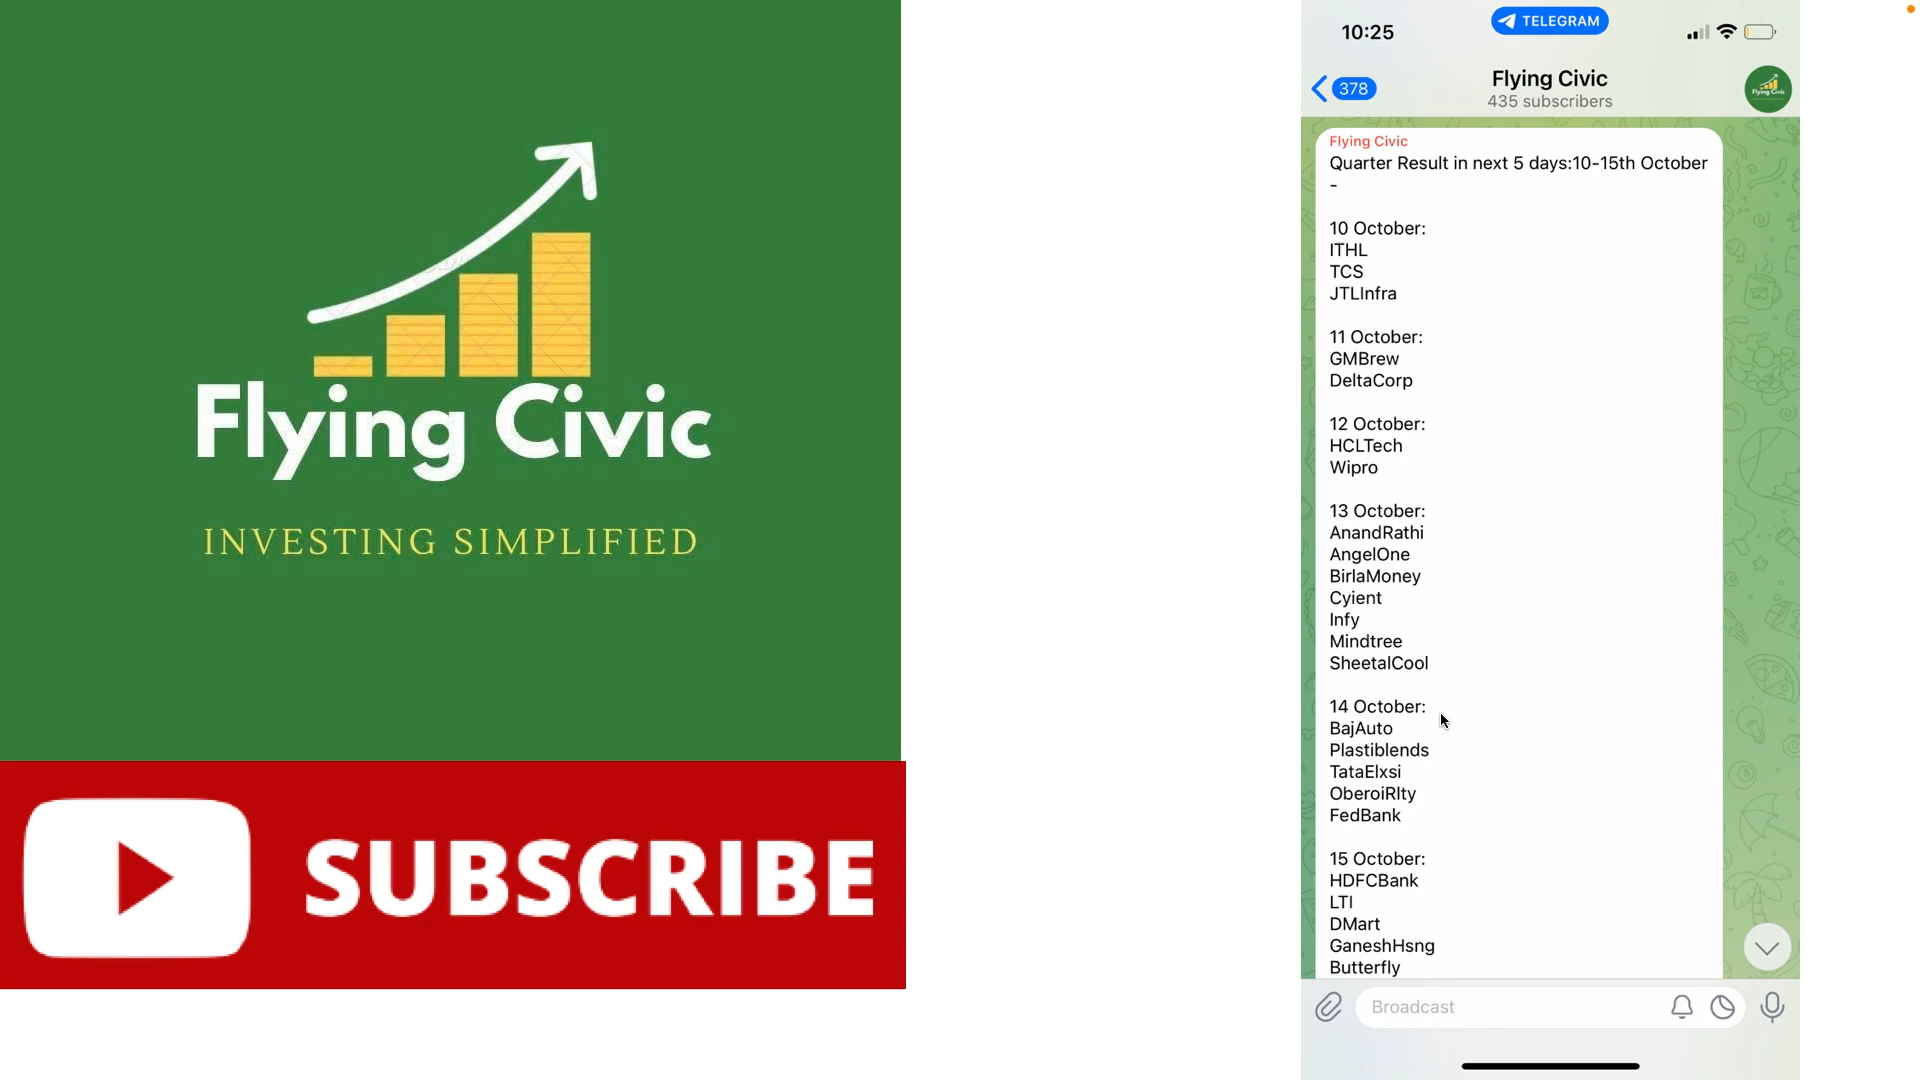 Flying Civic
INVESTING SIMPLIFIED
SUBSCRIBE
10:25
TELEGRAM
378
Flying Civic
435 subscribers
Flying Civic
Flying Civic
Quarter Result in next 5 days:10-15th October
-
10 October:
ITHL
TCS
JTLInfra
11 October:
GMBrew
DeltaCorp
12 October:
HCLTech
Wipro
13 October:
AnandRathi
AngelOne
BirlaMoney
Cyient
Infy
Mindtree
SheetalCool
14 October:
BajAuto
Plastiblends
TataElxsi
OberoiRlty
FedBank
15 October:
HDFCBank
LTI
DMart
GaneshHsng
Butterfly
Broadcast